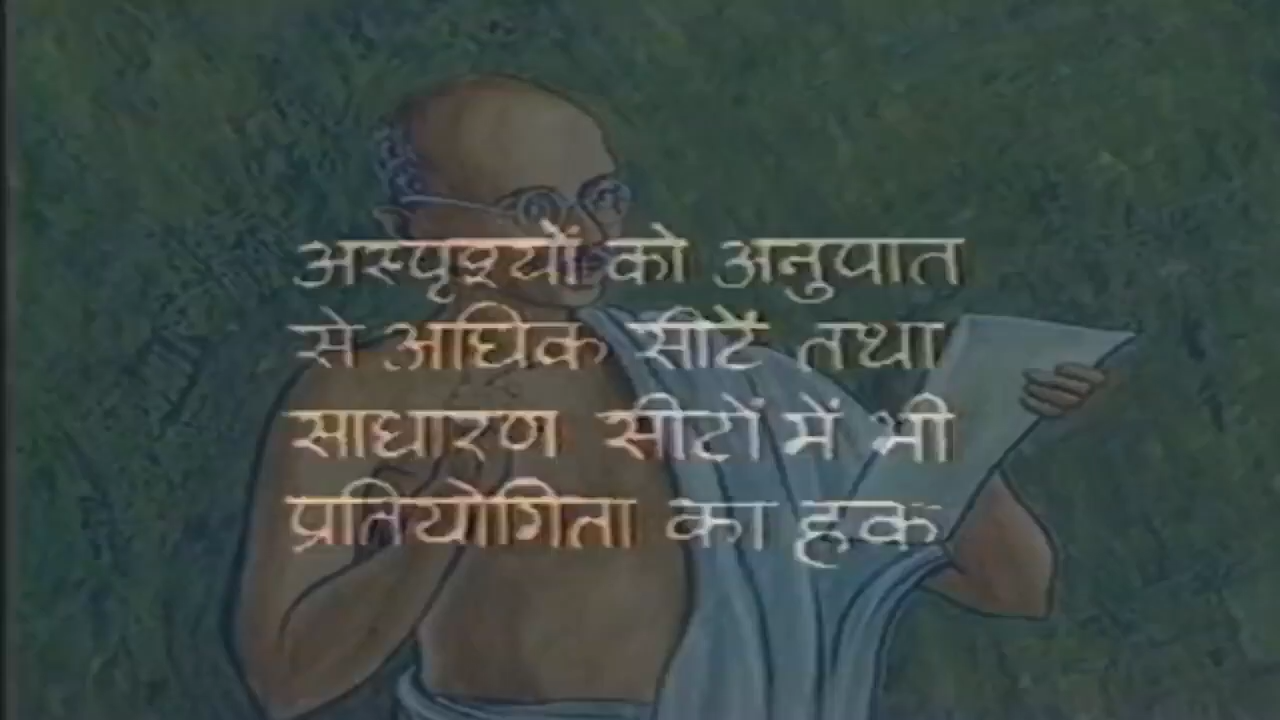 अस्पृश्यों को अनुपात
से अधिक सीटें तथा
साधारण सीटों में भी
प्रतियोगिता का हक